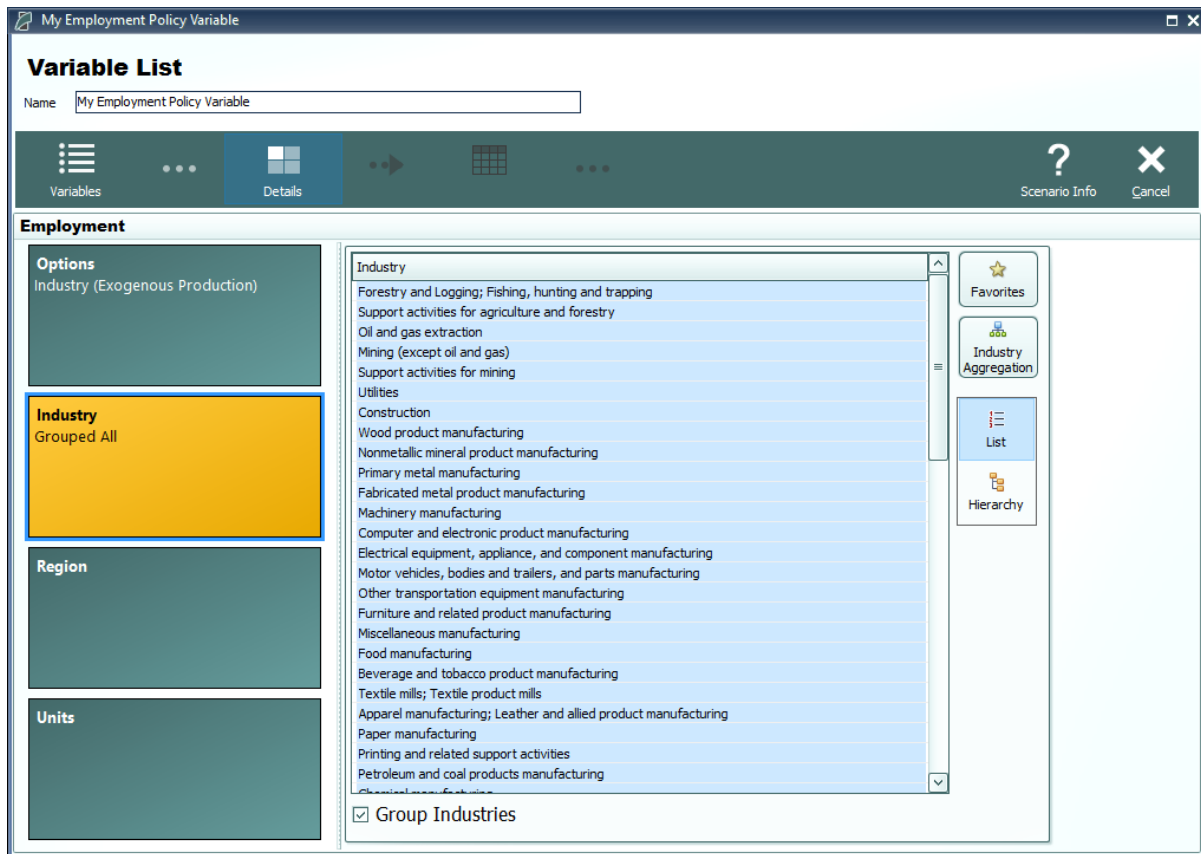 My Employment Policy Variable
Variable List
Name My Employment Policy Variable
Variables
Details
Scenario Info
Cancel
Employment
Options
Industry (Exogenous Production)
Industry
Grouped All
Region
Units
Industry
Forestry and Logging; Fishing, hunting and trapping
Support activities for agriculture and forestry
Oil and gas extraction
Mining (except oil and gas)
Support activities for mining
Utilities
Construction
Wood product manufacturing
Nonmetallic mineral product manufacturing
Primary metal manufacturing
Fabricated metal product manufacturing
Machinery manufacturing
Computer and electronic product manufacturing
Electrical equipment, appliance, and component manufacturing
Motor vehicles, bodies and trailers, and parts manufacturing
Other transportation equipment manufacturing
Furniture and related product manufacturing
Miscellaneous manufacturing
Food manufacturing
Beverage and tobacco product manufacturing
Textile mills; Textile product mills
Apparel manufacturing; Leather and allied product manufacturing
Paper manufacturing
Printing and related support activities
Petroleum and coal products manufacturing
Chemical manufacturing
Group Industries
Favorites
Industry
Aggregation
List
Hierarchy